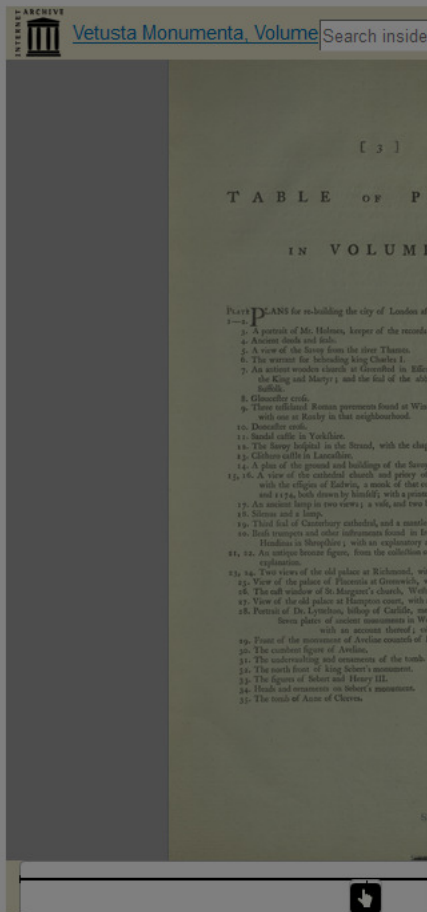 INTERNET
ARCHIVE
Vetusta Monumenta, Volume
Search inside
[ 3 ]
TABLE OF P
IN VOLUM
PLATE PLANS for re-building the city of London af
1—2.
3. A portrait of Mr. Holmes, keeper of the records
4. Ancient deeds and seals.
5. A view of the Savoy from the river Thames.
6. The warrant for beheading king Charles I.
7. An antient wooden church at Greensted in Essex
the King and Martyr; and the seal of the abb
Suffolk.
8. Gloucester cross.
9. Three tesselated Roman pavements found at Win
with one at Roxby in that neighbourhood.
10. Doncaster cross.
11. Sandal castle in Yorkshire.
12. The Savoy hospital in the Strand, with the chap
13. Clithero castle in Lancashire.
14. A plan of the ground and buildings of the Savoy
15, 16. A view of the cathedral church and priory of
with the effigies of Eadwin, a monk of that c
and 1174, both drawn by himself; with a printe
17. An ancient lamp in two views; a vase, and two
18. Silenus and a lamp.
19. Third seal of Canterbury cathedral, and a mantle
20. Brass trumpets and other instruments found in Ir
in Shropshire; with an explanatory a
21, 22. An antique bronze figure, from the collection o
explanation.
23, 24. Two views of the old palace at Richmond, wi
25. View of the palace of Placentia at Greenwich, w
26. The east window of St. Margaret's church, West
27. View of the old palace at Hampton court, with
28. Portrait of Dr. Lyttelton, bishop of Carlisle,
Seven plates of ancient monuments in W
with an account thereof;
29. Front of the monument of Aveline countess of
30. The cumbent figure of Aveline.
31. The undervaulting and ornaments of the tomb
32. The north front of king Sebert's monument.
33. The figures of Sebert and Henry III.
34. Heads and ornaments on Sebert's monument.
35. The tomb of Anne of Cleeves.